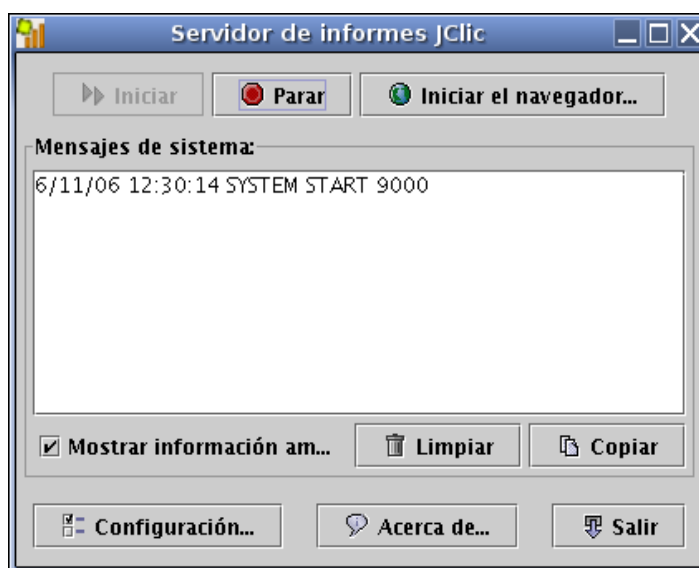 Servidor de informes JClic
Iniciar Parar Iniciar el navegador...
Mensajes de sistema:
6/11/06 12:30:14 SYSTEM START 9000
Mostrar información am... Limpiar Copiar
Configuración... Acerca de... Salir